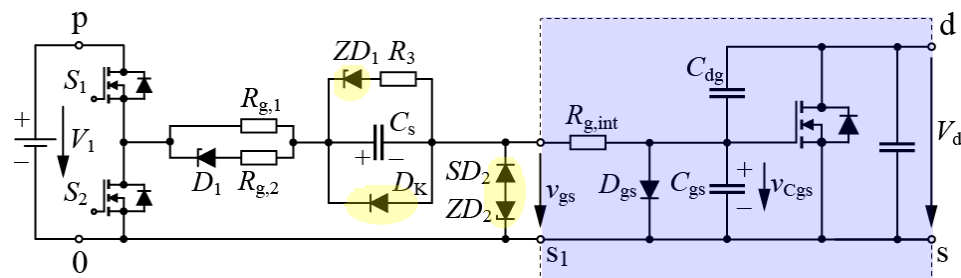 p
d
ZD1 R3
S1
Cdg
Rg,1
Cs
Rg,int
+
V1
−
+ −
Vd
S2
D1 Rg,2
DK
SD2
ZD2
vgs
Dgs
Cgs
+
−
vCgs
0
s1
s